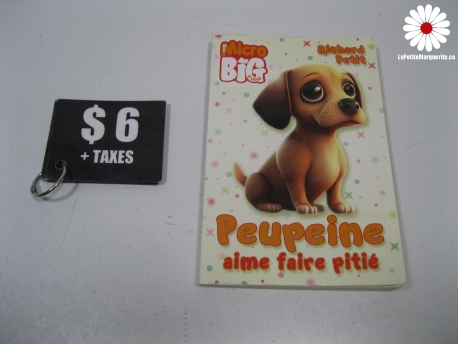 LaPetiteMarguerite.ca
$ 6
+ TAXES
Micro
BiG
Richard
Petit
Peupeine
aime faire pitié